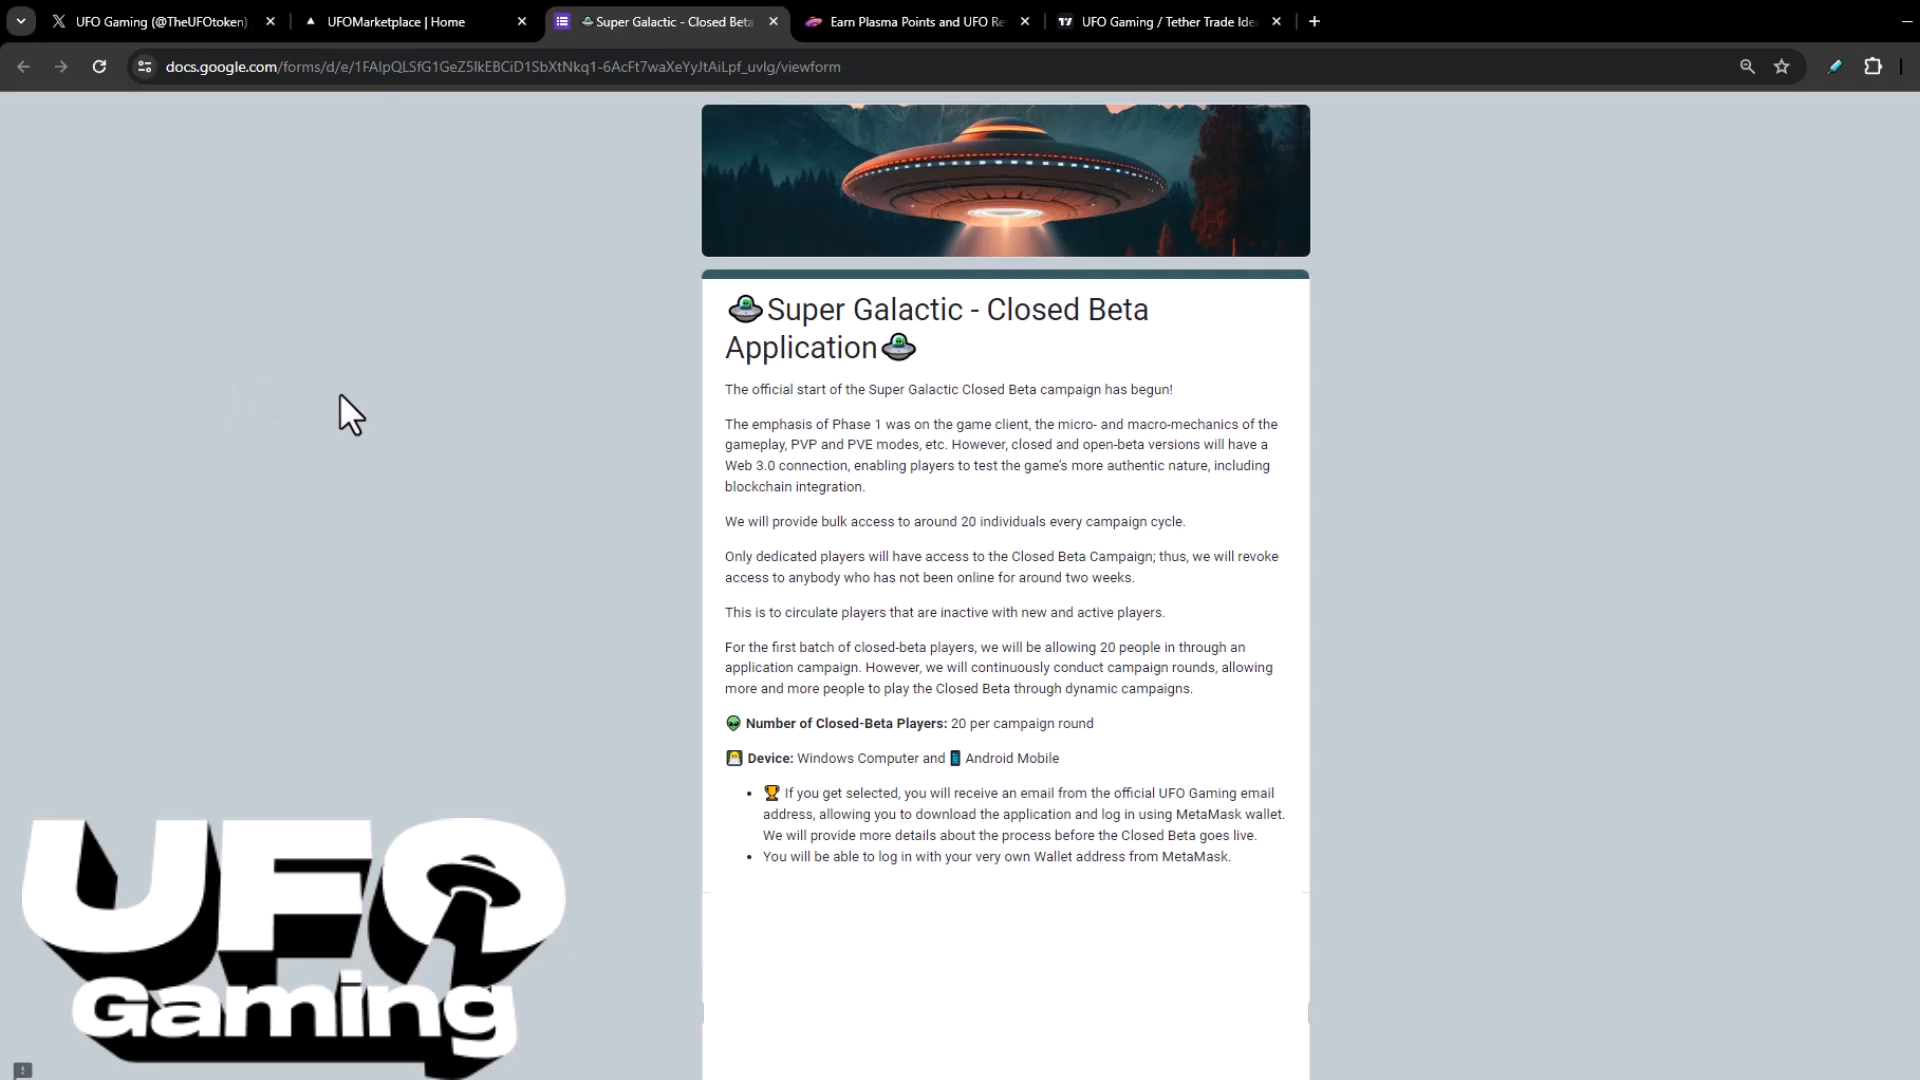 UFO Gaming (@TheUFOtoken)
UFOMarketplace | Home
🛸Super Galactic - Closed Beta
Earn Plasma Points and UFO Re
UFO Gaming / Tether Trade Ide
docs.google.com/forms/d/e/1FAIpQLSfG1GeZ5lkEBCiD1SbXtNkq1-6AcFt7waXeYyJtAiLpf_uvlg/viewform
🛸Super Galactic - Closed Beta
Application🛸
The official start of the Super Galactic Closed Beta campaign has begun!
The emphasis of Phase 1 was on the game client, the micro- and macro-mechanics of the
gameplay, PVP and PVE modes, etc. However, closed and open-beta versions will have a
Web 3.0 connection, enabling players to test the game's more authentic nature, including
blockchain integration.
We will provide bulk access to around 20 individuals every campaign cycle.
Only dedicated players will have access to the Closed Beta Campaign; thus, we will revoke
access to anybody who has not been online for around two weeks.
This is to circulate players that are inactive with new and active players.
For the first batch of closed-beta players, we will be allowing 20 people in through an
application campaign. However, we will continuously conduct campaign rounds, allowing
more and more people to play the Closed Beta through dynamic campaigns.
👽 Number of Closed-Beta Players: 20 per campaign round
👨‍💻 Device: Windows Computer and 📱 Android Mobile
• 🏆 If you get selected, you will receive an email from the official UFO Gaming email
address, allowing you to download the application and log in using MetaMask wallet.
We will provide more details about the process before the Closed Beta goes live.
• You will be able to log in with your very own Wallet address from MetaMask.
UFO
Gaming